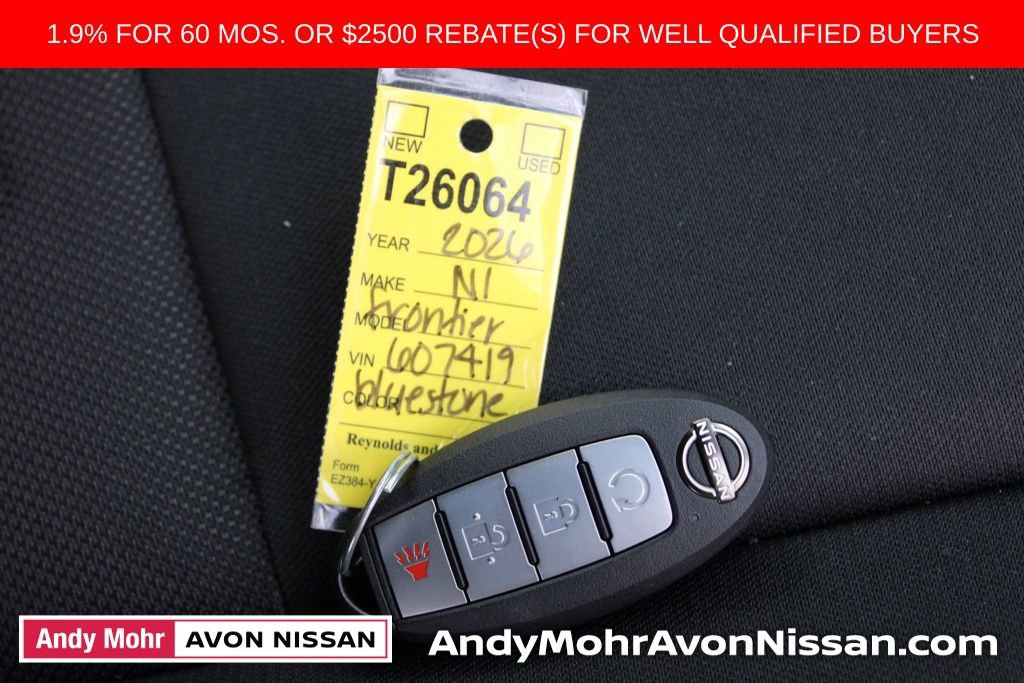 1.9% FOR 60 MOS. OR $2500 REBATE(S) FOR WELL QUALIFIED BUYERS
NEW
USED
T26064
YEAR 2026
MAKE NI
MODEL frontier
VIN 607419
COLOR bluestone
Reynolds and
Form
EZ384-Y
NISSAN
R
R
Andy Mohr AVON NISSAN
AndyMohrAvonNissan.com